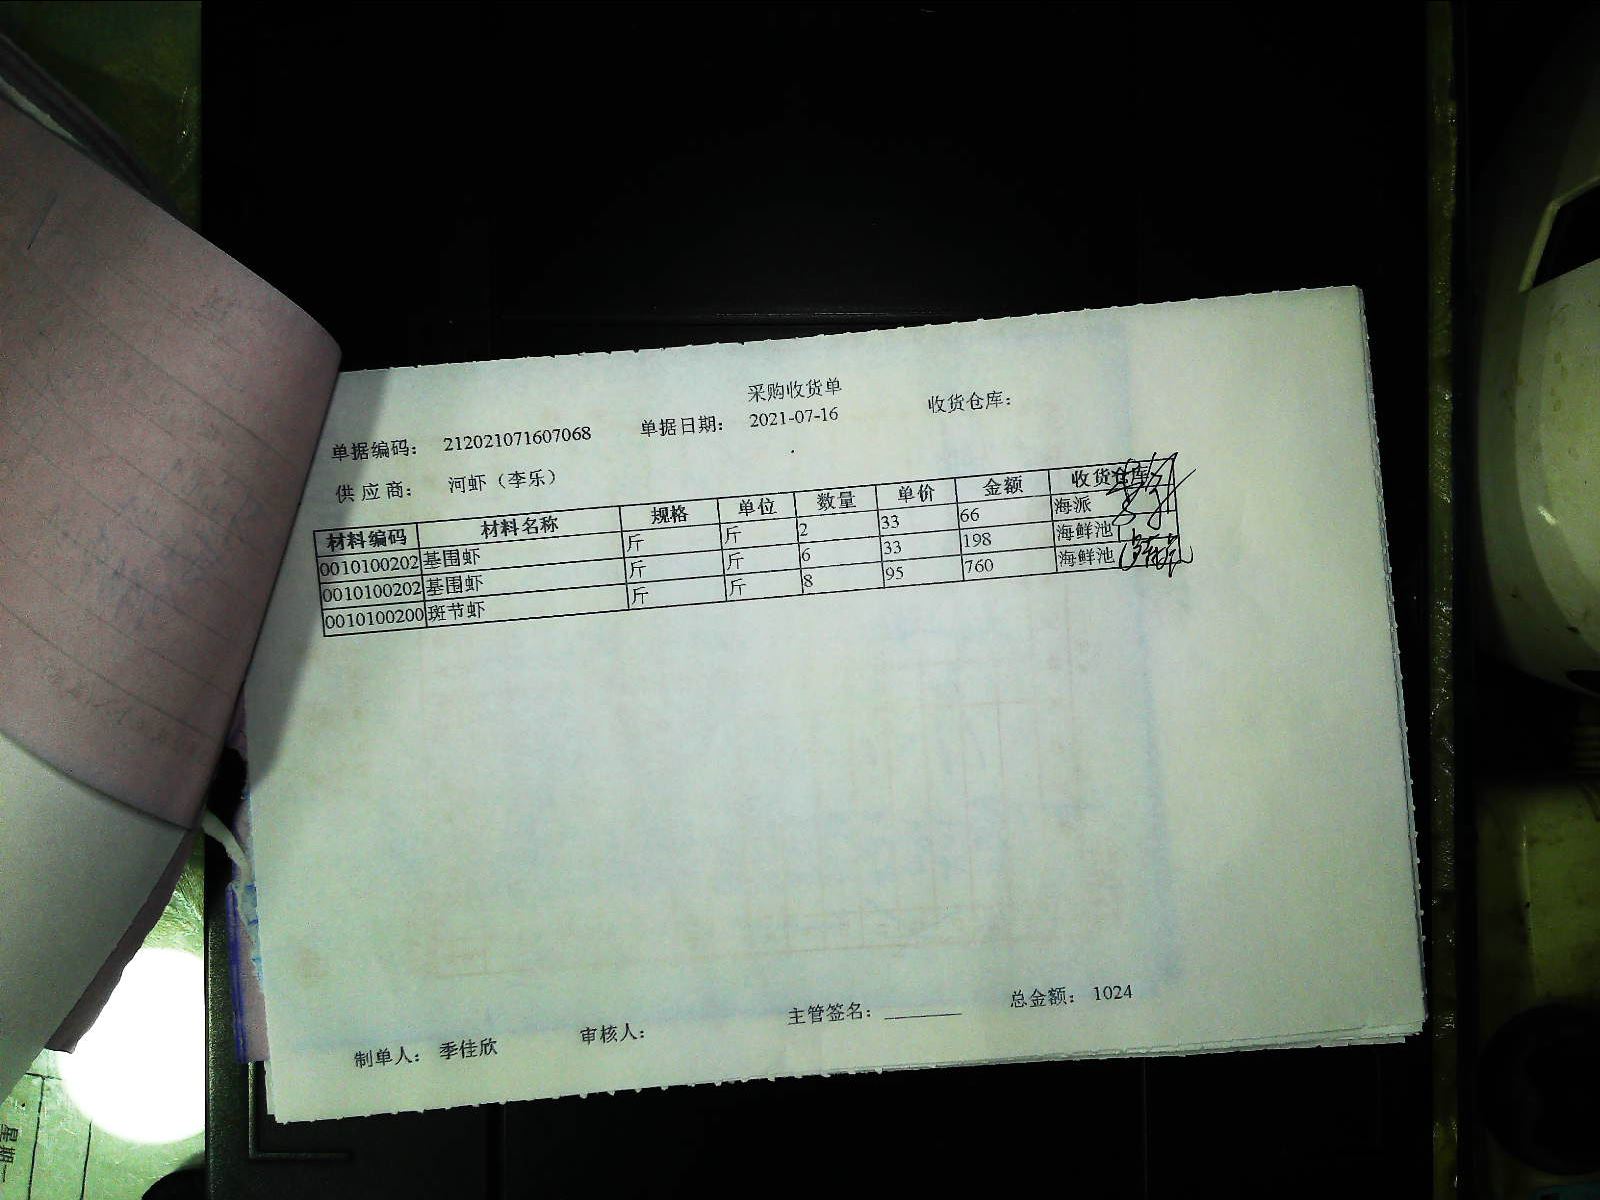 采购收货单
单据编码： 212021071607068 单据日期： 2021-07-16 收货仓库：
供应商： 河虾（李乐）
材料编码 材料名称 规格 单位 数量 单价 金额 收货仓库
0010100202 基围虾 斤 斤 2 33 66 海派
0010100202 基围虾 斤 斤 6 33 198 海鲜池
0010100200 斑节虾 斤 斤 8 95 760 海鲜池
制单人： 季佳欣 审核人： 主管签名： 总金额： 1024
星期一